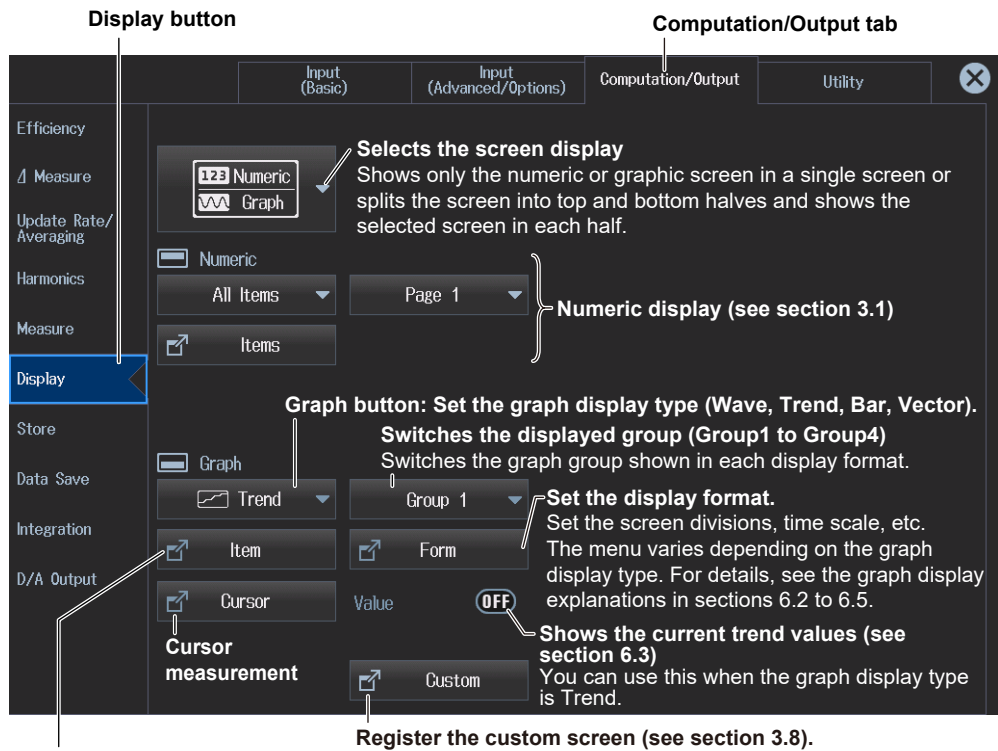 Display button
Computation/Output tab
Input
(Basic)
Input
(Advanced/Options)
Computation/Output
Utility
Efficiency
⊿ Measure
Update Rate/
Averaging
Harmonics
Measure
Display
Store
Data Save
Integration
D/A Output
123 Numeric
Graph
Selects the screen display
Shows only the numeric or graphic screen in a single screen or
splits the screen into top and bottom halves and shows the
selected screen in each half.
Numeric
All Items
Page 1
Items
Numeric display (see section 3.1)
Graph button: Set the graph display type (Wave, Trend, Bar, Vector).
Switches the displayed group (Group1 to Group4)
Switches the graph group shown in each display format.
Graph
Trend
Group 1
Set the display format.
Set the screen divisions, time scale, etc.
The menu varies depending on the graph
display type. For details, see the graph display
explanations in sections 6.2 to 6.5.
Item
Form
Cursor
Value
OFF
Cursor
measurement
Shows the current trend values (see
section 6.3)
You can use this when the graph display type
is Trend.
Custom
Register the custom screen (see section 3.8).